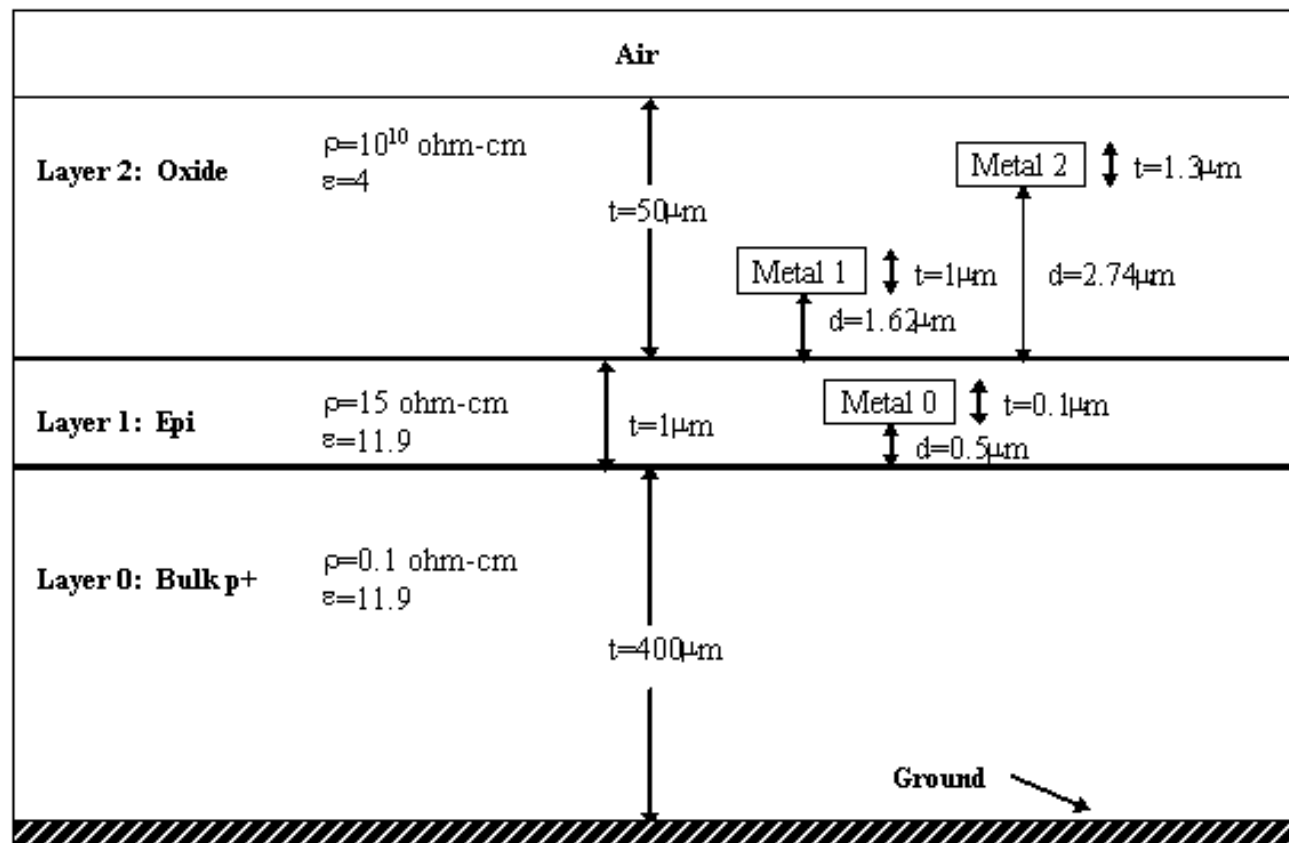 Air
Layer 2: Oxide
ρ=10¹⁰ ohm-cm
ε=4
t=50μm
Metal 2
t=1.3μm
Metal 1
t=1μm
d=2.74μm
d=1.62μm
Layer 1: Epi
ρ=15 ohm-cm
ε=11.9
t=1μm
Metal 0
t=0.1μm
d=0.5μm
Layer 0: Bulk p+
ρ=0.1 ohm-cm
ε=11.9
t=400μm
Ground